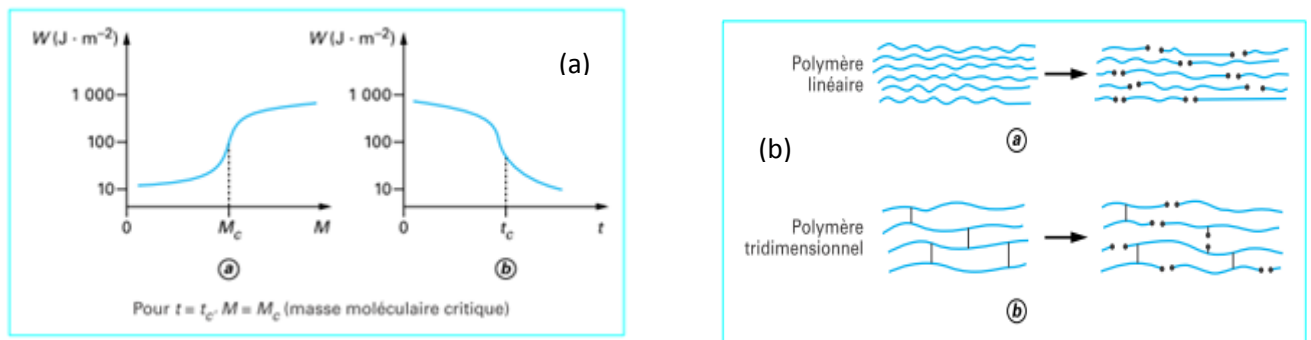 W (J · m⁻²)
1 000
100
10
0
M_c
M
ⓐ
W (J · m⁻²)
(a)
1 000
100
10
0
t_c
t
ⓑ
Pour t = t_c, M = M_c (masse moléculaire critique)
(b)
Polymère
linéaire
ⓐ
Polymère
tridimensionnel
ⓑ